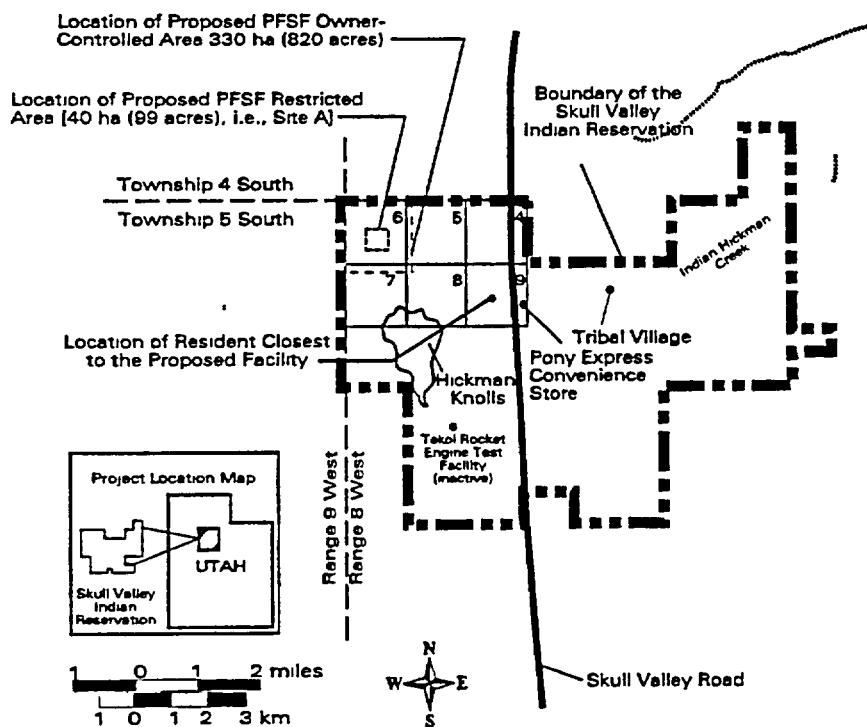 Location of Proposed PFSF Owner-
Controlled Area 330 ha (820 acres)
Location of Proposed PFSF Restricted
Area [40 ha (99 acres), i.e., Site A]
Boundary of the
Skull Valley
Indian Reservation
Township 4 South
Township 5 South
6
5
4
7
8
9
Indian Hickman
Creek
Location of Resident Closest
to the Proposed Facility
Tribal Village
Pony Express
Convenience
Store
Hickman
Knolls
Tekoi Rocket
Engine Test
Facility
(inactive)
Range 9 West
Range 8 West
Project Location Map
UTAH
Skull Valley
Indian
Reservation
1 0 1 2 miles
1 0 1 2 3 km
N
W E
S
Skull Valley Road